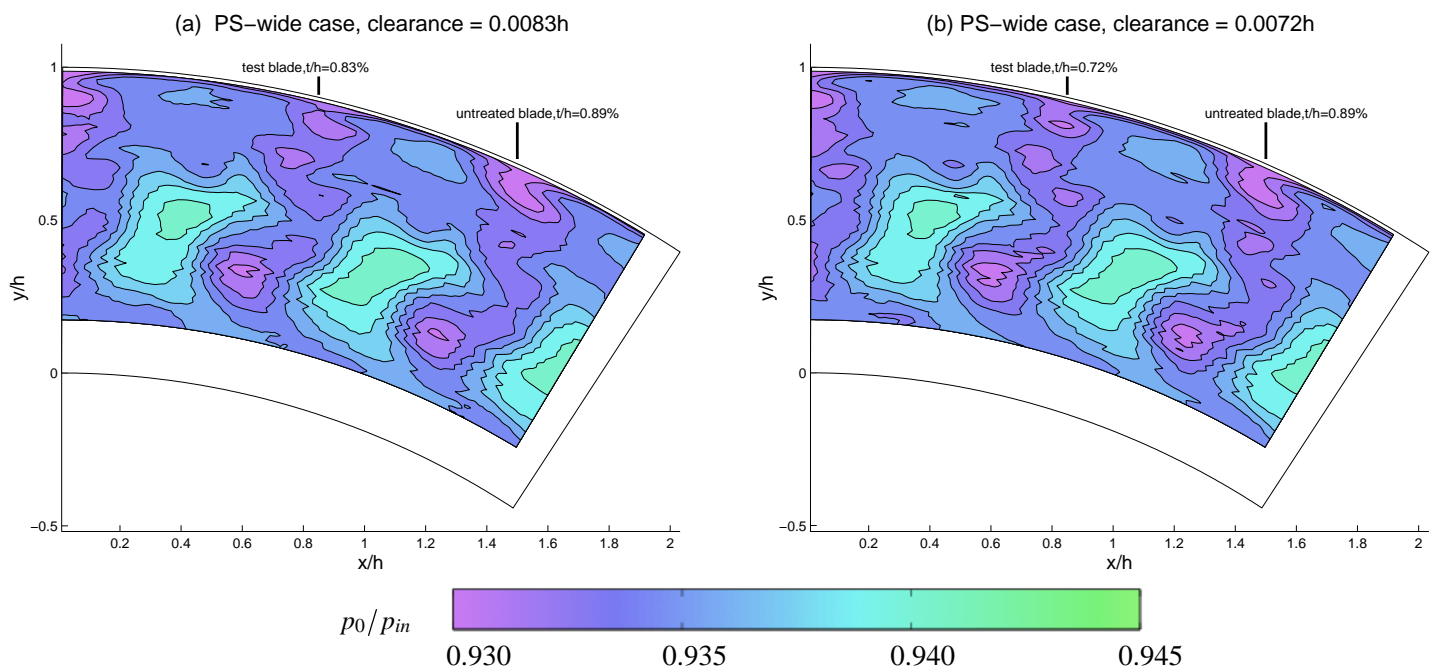 (a) PS−wide case, clearance = 0.0083h
test blade,t/h=0.83%
untreated blade,t/h=0.89%
1
0.5
0
−0.5
y/h
0.2 0.4 0.6 0.8 1 1.2 1.4 1.6 1.8 2
x/h
(b) PS−wide case, clearance = 0.0072h
test blade,t/h=0.72%
untreated blade,t/h=0.89%
1
0.5
0
−0.5
y/h
0.2 0.4 0.6 0.8 1 1.2 1.4 1.6 1.8 2
x/h
p0/pin
0.930 0.935 0.940 0.945